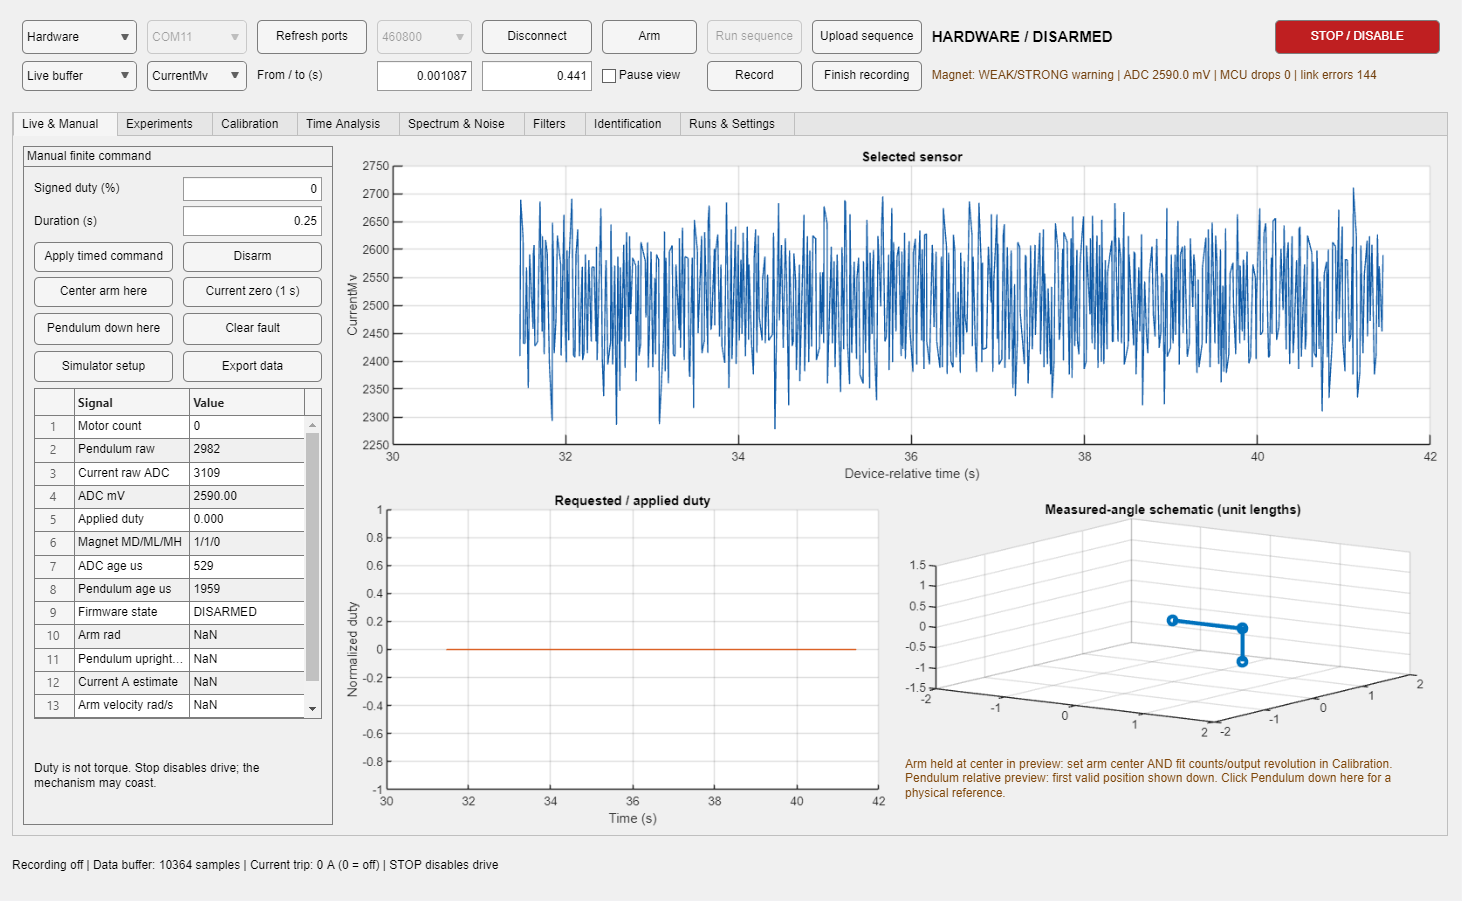 Hardware COM11 Refresh ports 460800 Disconnect Arm Run sequence Upload sequence HARDWARE / DISARMED STOP / DISABLE
Live buffer CurrentMv From / to (s) 0.001087 0.441 Pause view Record Finish recording Magnet: WEAK/STRONG warning | ADC 2590.0 mV | MCU drops 0 | link errors 144
Live & Manual Experiments Calibration Time Analysis Spectrum & Noise Filters Identification Runs & Settings
Manual finite command
Signed duty (%) 0
Duration (s) 0.25
Apply timed command Disarm
Center arm here Current zero (1 s)
Pendulum down here Clear fault
Simulator setup Export data
Signal Value
1 Motor count 0
2 Pendulum raw 2982
3 Current raw ADC 3109
4 ADC mV 2590.00
5 Applied duty 0.000
6 Magnet MD/ML/MH 1/1/0
7 ADC age us 529
8 Pendulum age us 1959
9 Firmware state DISARMED
10 Arm rad NaN
11 Pendulum upright... NaN
12 Current A estimate NaN
13 Arm velocity rad/s NaN
Duty is not torque. Stop disables drive; the
mechanism may coast.
Selected sensor
CurrentMv
2750
2700
2650
2600
2550
2500
2450
2400
2350
2300
2250
30 32 34 36 38 40 42
Device-relative time (s)
Requested / applied duty
Normalized duty
1
0.8
0.6
0.4
0.2
0
-0.2
-0.4
-0.6
-0.8
-1
30 32 34 36 38 40 42
Time (s)
Measured-angle schematic (unit lengths)
1.5
1
0.5
0
-0.5
-1
-1.5
-2 -1 0 1 2
-2 -1 0 1 2
Arm held at center in preview: set arm center AND fit counts/output revolution in Calibration.
Pendulum relative preview: first valid position shown down. Click Pendulum down here for a
physical reference.
Recording off | Data buffer: 10364 samples | Current trip: 0 A (0 = off) | STOP disables drive